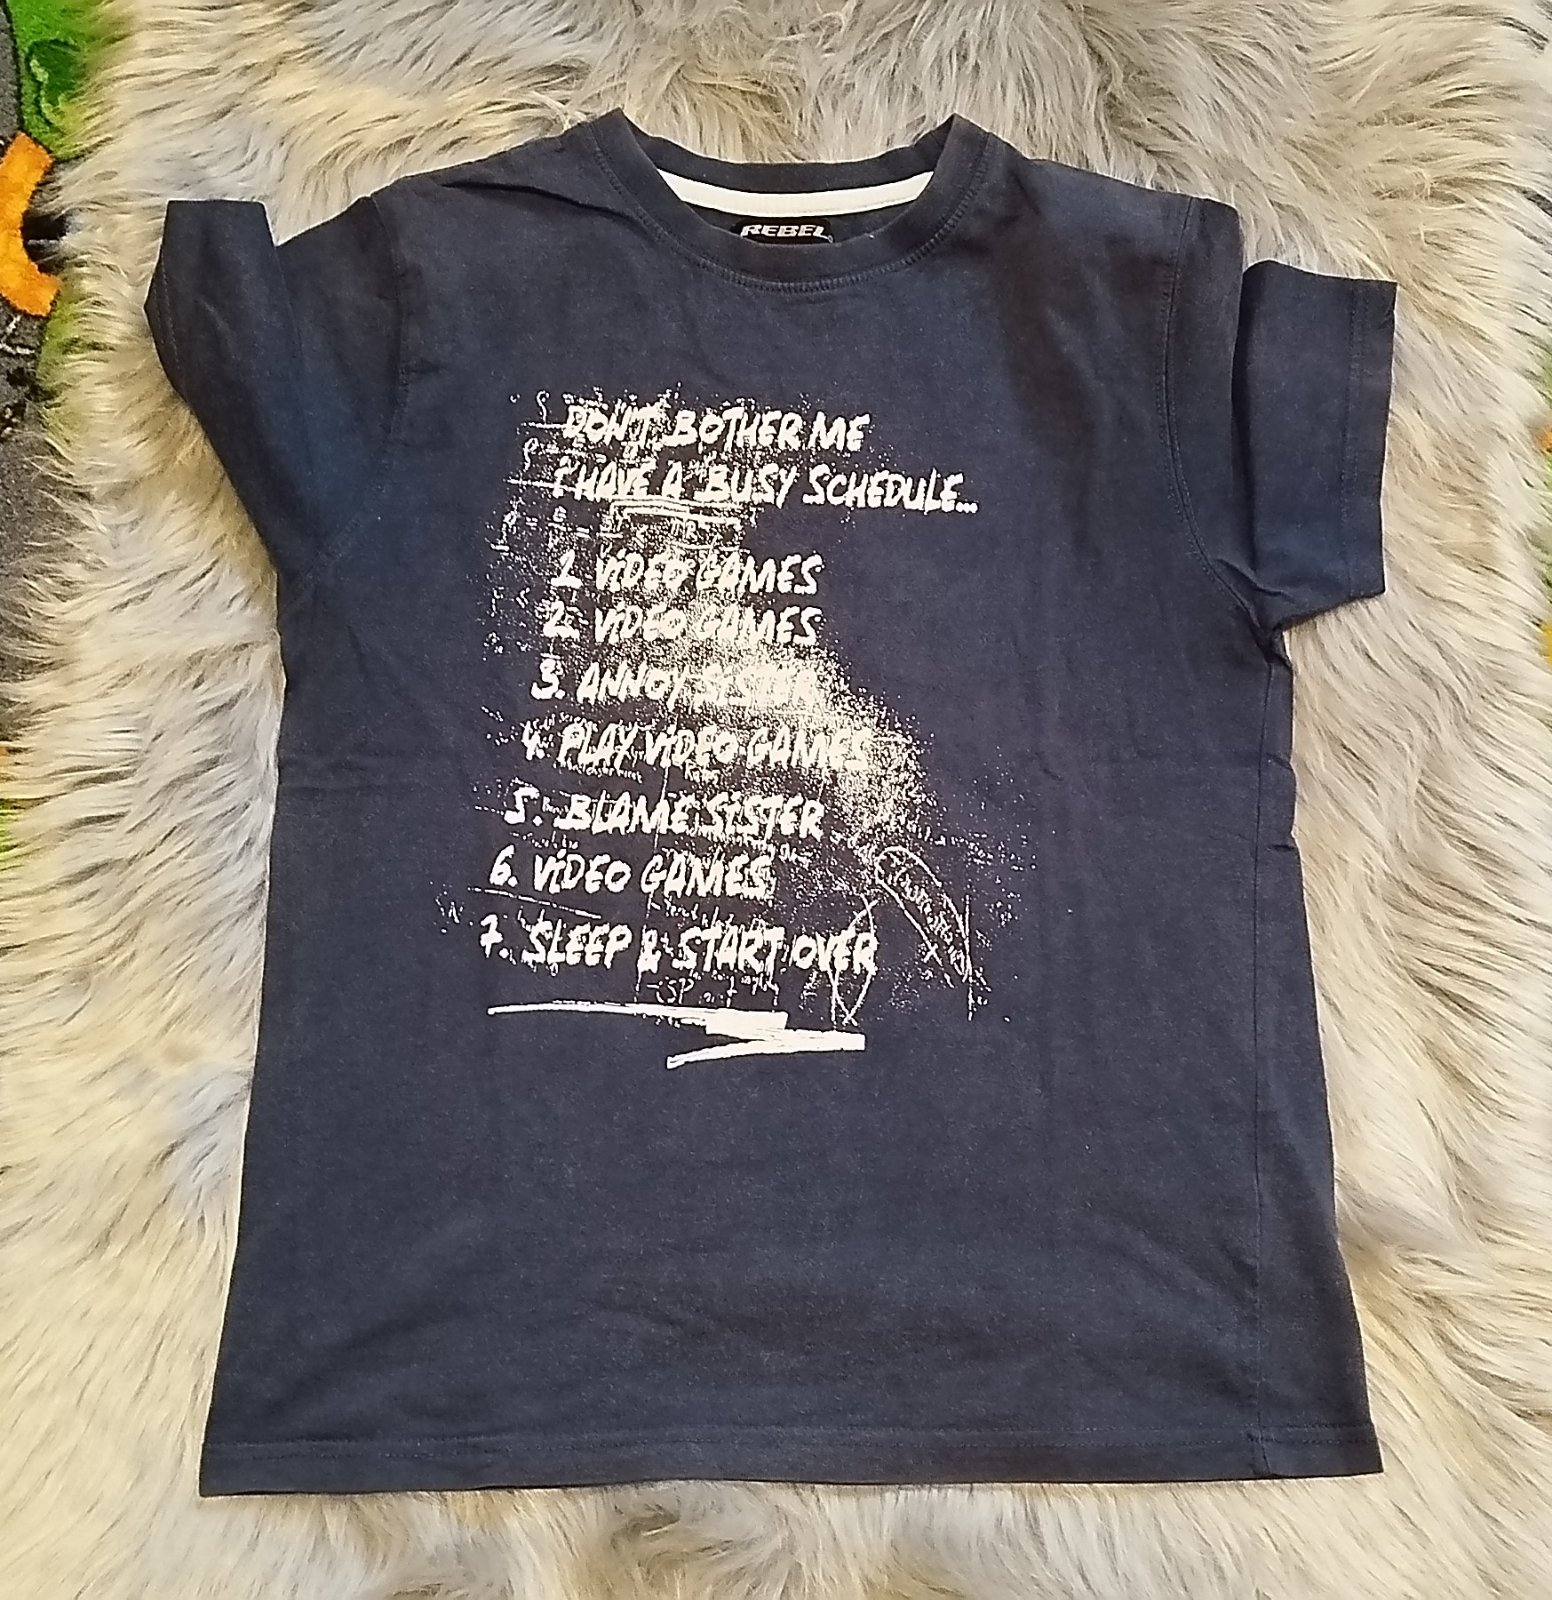 REBEL
DON'T BOTHER ME
I HAVE A BUSY SCHEDULE...
1 ViDEO GAMES
2. ViDEO GAMES
3. ANNOY SiSTER
4. PLAY ViDEO GAMES
5. BLAME SiSTER
6. ViDEO GAMES
7. SLEEP & START OVER